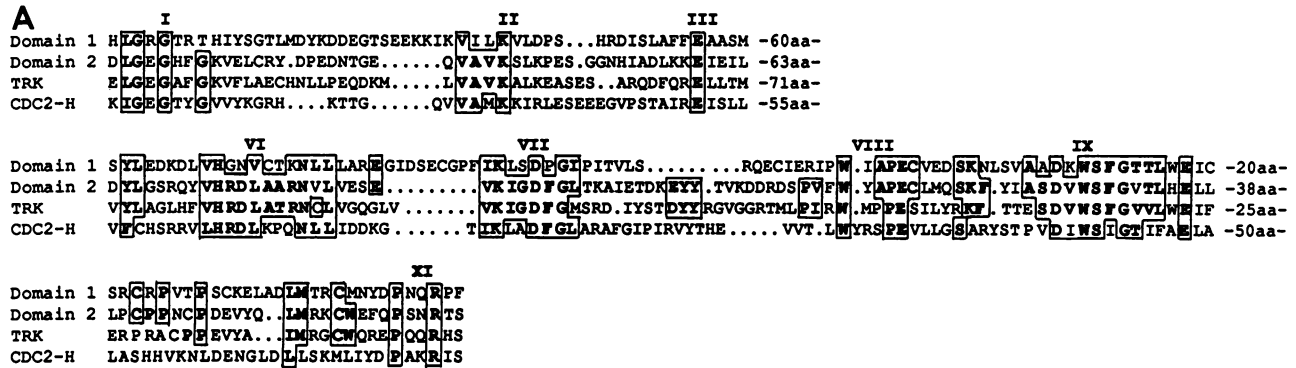 A
I II III
Domain 1 HLGRGTRTHIYSGTLMDYKDDEGTSEEKKIKVILKVLDPS...HRDISLAFFEAASM -60aa-
Domain 2 DLGEGHFGKVELCRY.DPEDNTGE......QVAVKSLKPES.GGNHIADLKKEIEIL -63aa-
TRK ELGEGAFGKVFLAECHNLLPEQDKM.....LVAVKALKEASES..ARQDFQRELLTM -71aa-
CDC2-H KIGEGTYGVVYKGRH....KTTG.....QVVAMKKIRLESEEEGVPSTAIREISLL -55aa-
VI VII VIII IX
Domain 1 SYLEDKDLVHGNVCTKNLLLAREGIDSECGPFIKLSDPGIPITVLS.......RQECIERIPW.IAPECVEDSKNLSVAADKWSFGTTLWEIC -20aa-
Domain 2 DYLGSRQYVHRDLAARNVLVESE.........VKIGDFGLTKAIETDKEYY.TVKDDRDSPVFW.YAPECLMQSKF.YIASDVWSFGVTLHELL -38aa-
TRK VYLAGLHFVHRDLATRNCLVGQGLV.......VKIGDFGMSRD.IYSTDYYRGVGGRTMLPIRW.MPPESILYRKF.TTESDVWSFGVVLWEIF -25aa-
CDC2-H VFCHSRRVLHRDLKPQNLLIDDKG.......TIKLADFGLARAFGIPIRVYTHE.....VVT.LWYRSPEVLLGSARYSTPVDIWSIGTIFAELA -50aa-
XI
Domain 1 SRCRPVTPSCKELADLMTRCMNYDPNQRPF
Domain 2 LPCPPNCPDEVYQ..LMRKCWEFQPSNRTS
TRK ERPRACPPEVYA...IMRGCWQREPQQRHS
CDC2-H LASHHVKNLDENGLDLLSKMLIYDPAKRIS